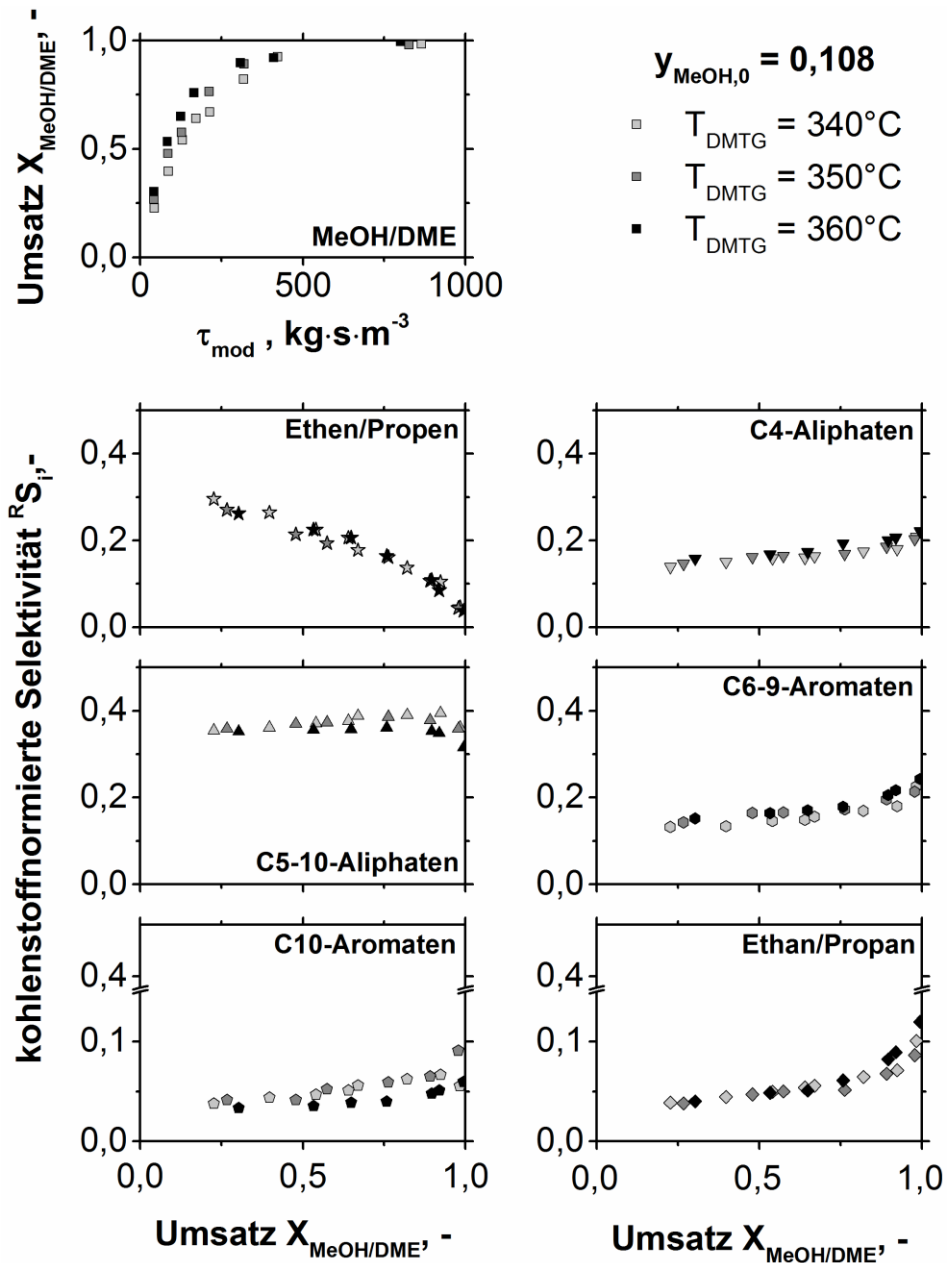 Umsatz X_MeOH/DME, -
1,0
0,5
0,0
MeOH/DME
0 500 1000
τ_mod , kg·s·m^-3
y_MeOH,0 = 0,108
T_DMTG = 340°C
T_DMTG = 350°C
T_DMTG = 360°C
kohlenstoffnormierte Selektivität ^RS_i,-
Ethen/Propen
0,4
0,2
0,0
C4-Aliphaten
0,4
0,2
0,0
C5-10-Aliphaten
0,4
0,2
0,0
C6-9-Aromaten
0,4
0,2
0,0
C10-Aromaten
0,4
0,1
0,0
0,0 0,5 1,0
Umsatz X_MeOH/DME, -
Ethan/Propan
0,4
0,1
0,0
0,0 0,5 1,0
Umsatz X_MeOH/DME, -